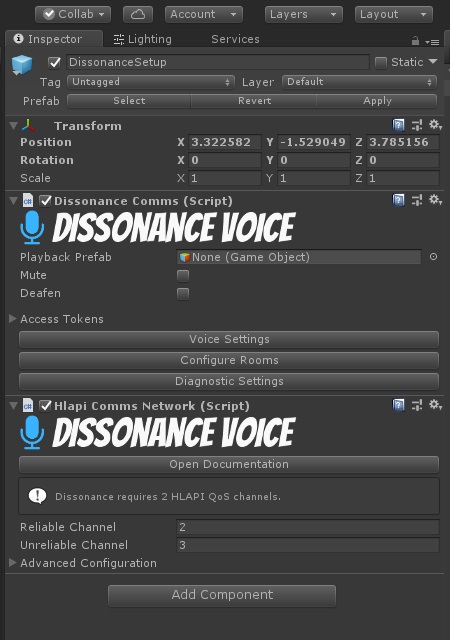 Collab Account Layers Layout
Inspector Lighting Services
DissonanceSetup Static
Tag Untagged Layer Default
Prefab Select Revert Apply
Transform
Position X 3.322582 Y -1.529049 Z 3.785156
Rotation X 0 Y 0 Z 0
Scale X 1 Y 1 Z 1
Dissonance Comms (Script)
DISSONANCE VOICE
Playback Prefab None (Game Object)
Mute
Deafen
Access Tokens
Voice Settings
Configure Rooms
Diagnostic Settings
Hlapi Comms Network (Script)
DISSONANCE VOICE
Open Documentation
Dissonance requires 2 HLAPI QoS channels.
Reliable Channel 2
Unreliable Channel 3
Advanced Configuration
Add Component